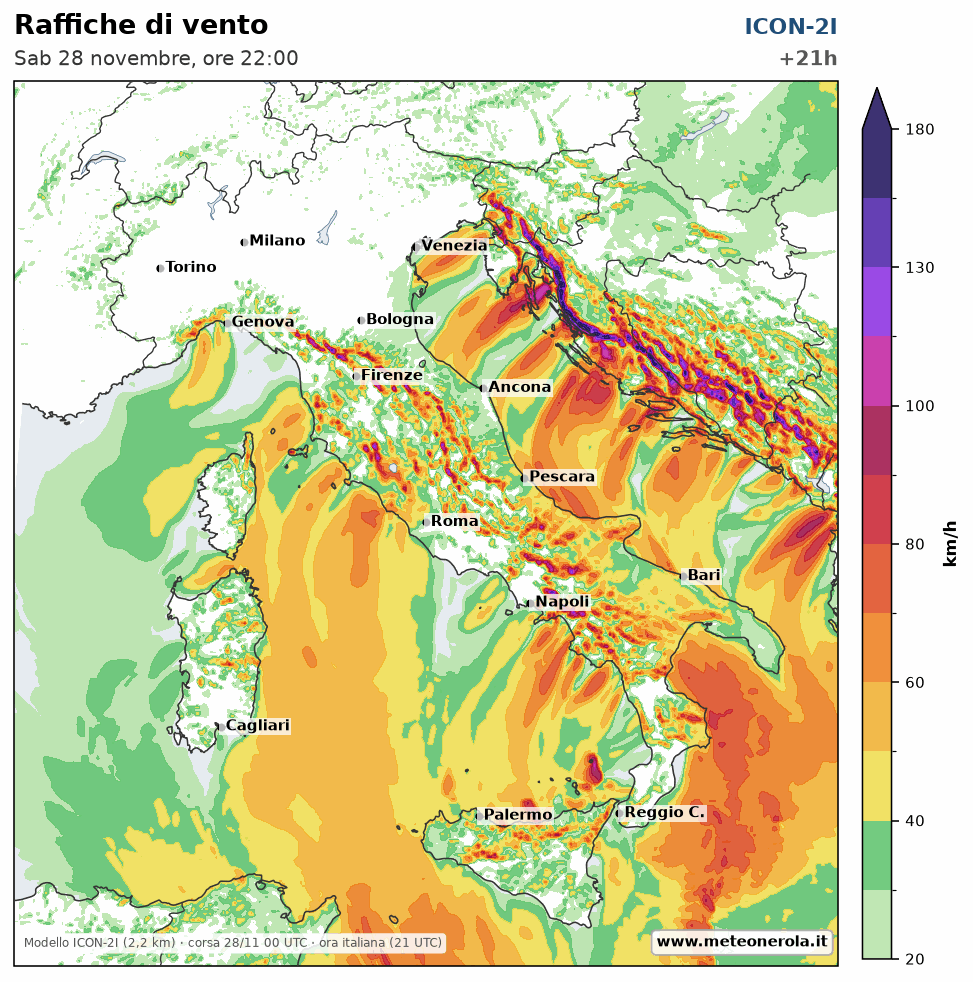 Raffiche di vento
ICON-2I
Sab 28 novembre, ore 22:00
+21h
180
130
100
80
60
40
20
km/h
Venezia
Milano
Torino
Genova
Bologna
Firenze
Ancona
Pescara
Roma
Bari
Napoli
Cagliari
Palermo
Reggio C.
Modello ICON-2I (2,2 km) · corsa 28/11 00 UTC · ora italiana (21 UTC)
www.meteonerola.it